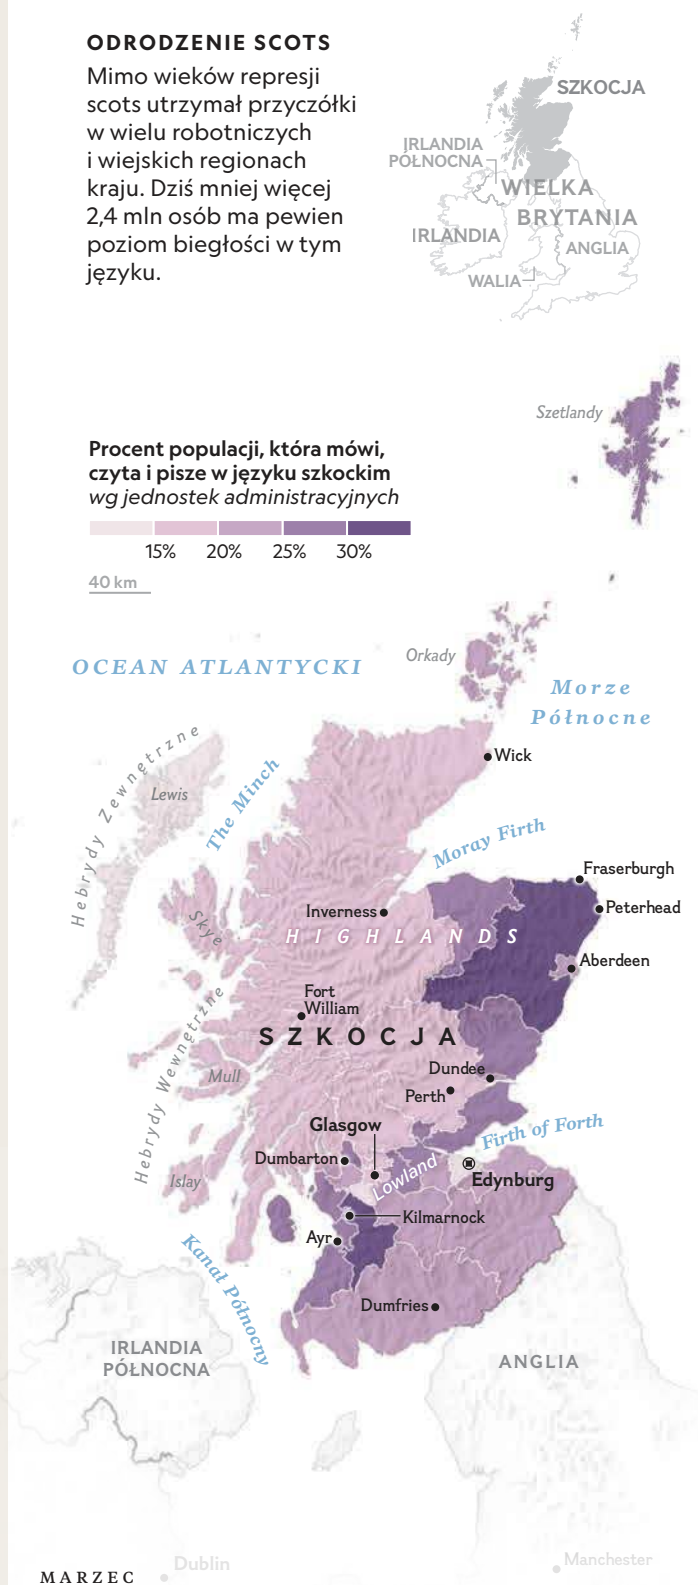 ODRODZENIE SCOTS
Mimo wieków represji
scots utrzymał przyczółki
w wielu robotniczych
i wiejskich regionach
kraju. Dziś mniej więcej
2,4 mln osób ma pewien
poziom biegłości w tym
języku.
SZKOCJA
IRLANDIA
PÓŁNOCNA
WIELKA
BRYTANIA
IRLANDIA
ANGLIA
WALIA
Szetlandy
Procent populacji, która mówi,
czyta i pisze w języku szkockim
wg jednostek administracyjnych
15% 20% 25% 30%
40 km
Orkady
OCEAN ATLANTYCKI
Morze
Północne
Wick
Hebrydy Zewnętrzne
Lewis
The Minch
Moray Firth
Fraserburgh
Peterhead
Inverness
Skye
HIGHLANDS
Aberdeen
Fort
William
SZKOCJA
Hebrydy Wewnętrzne
Mull
Dundee
Perth
Glasgow
Firth of Forth
Dumbarton
Lowland
Edynburg
Islay
Kilmarnock
Ayr
Kanał Północny
Dumfries
IRLANDIA
PÓŁNOCNA
ANGLIA
Dublin
Manchester
MARZEC